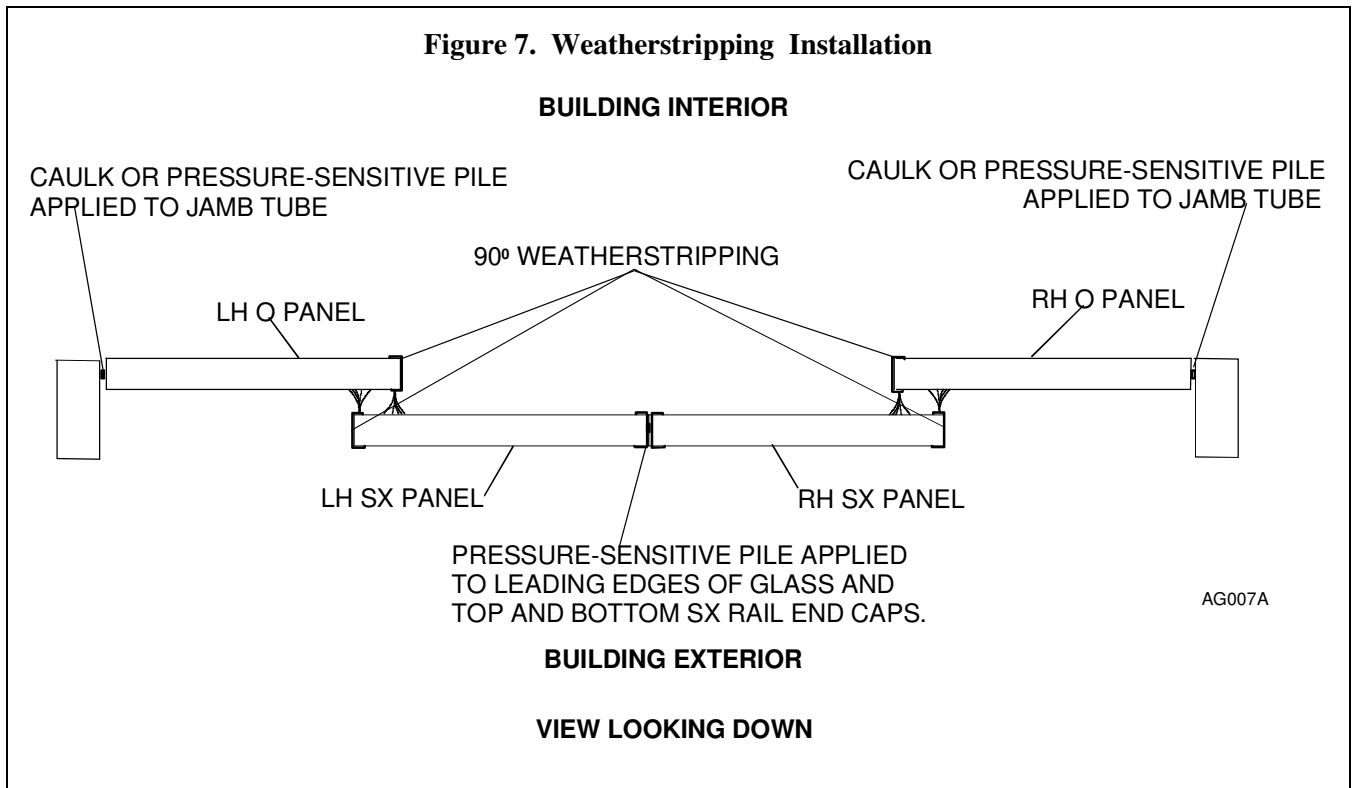 Figure 7. Weatherstripping Installation
BUILDING INTERIOR
CAULK OR PRESSURE-SENSITIVE PILE
APPLIED TO JAMB TUBE
CAULK OR PRESSURE-SENSITIVE PILE
APPLIED TO JAMB TUBE
90º WEATHERSTRIPPING
LH O PANEL
RH O PANEL
LH SX PANEL
RH SX PANEL
PRESSURE-SENSITIVE PILE APPLIED
TO LEADING EDGES OF GLASS AND
TOP AND BOTTOM SX RAIL END CAPS.
AG007A
BUILDING EXTERIOR
VIEW LOOKING DOWN